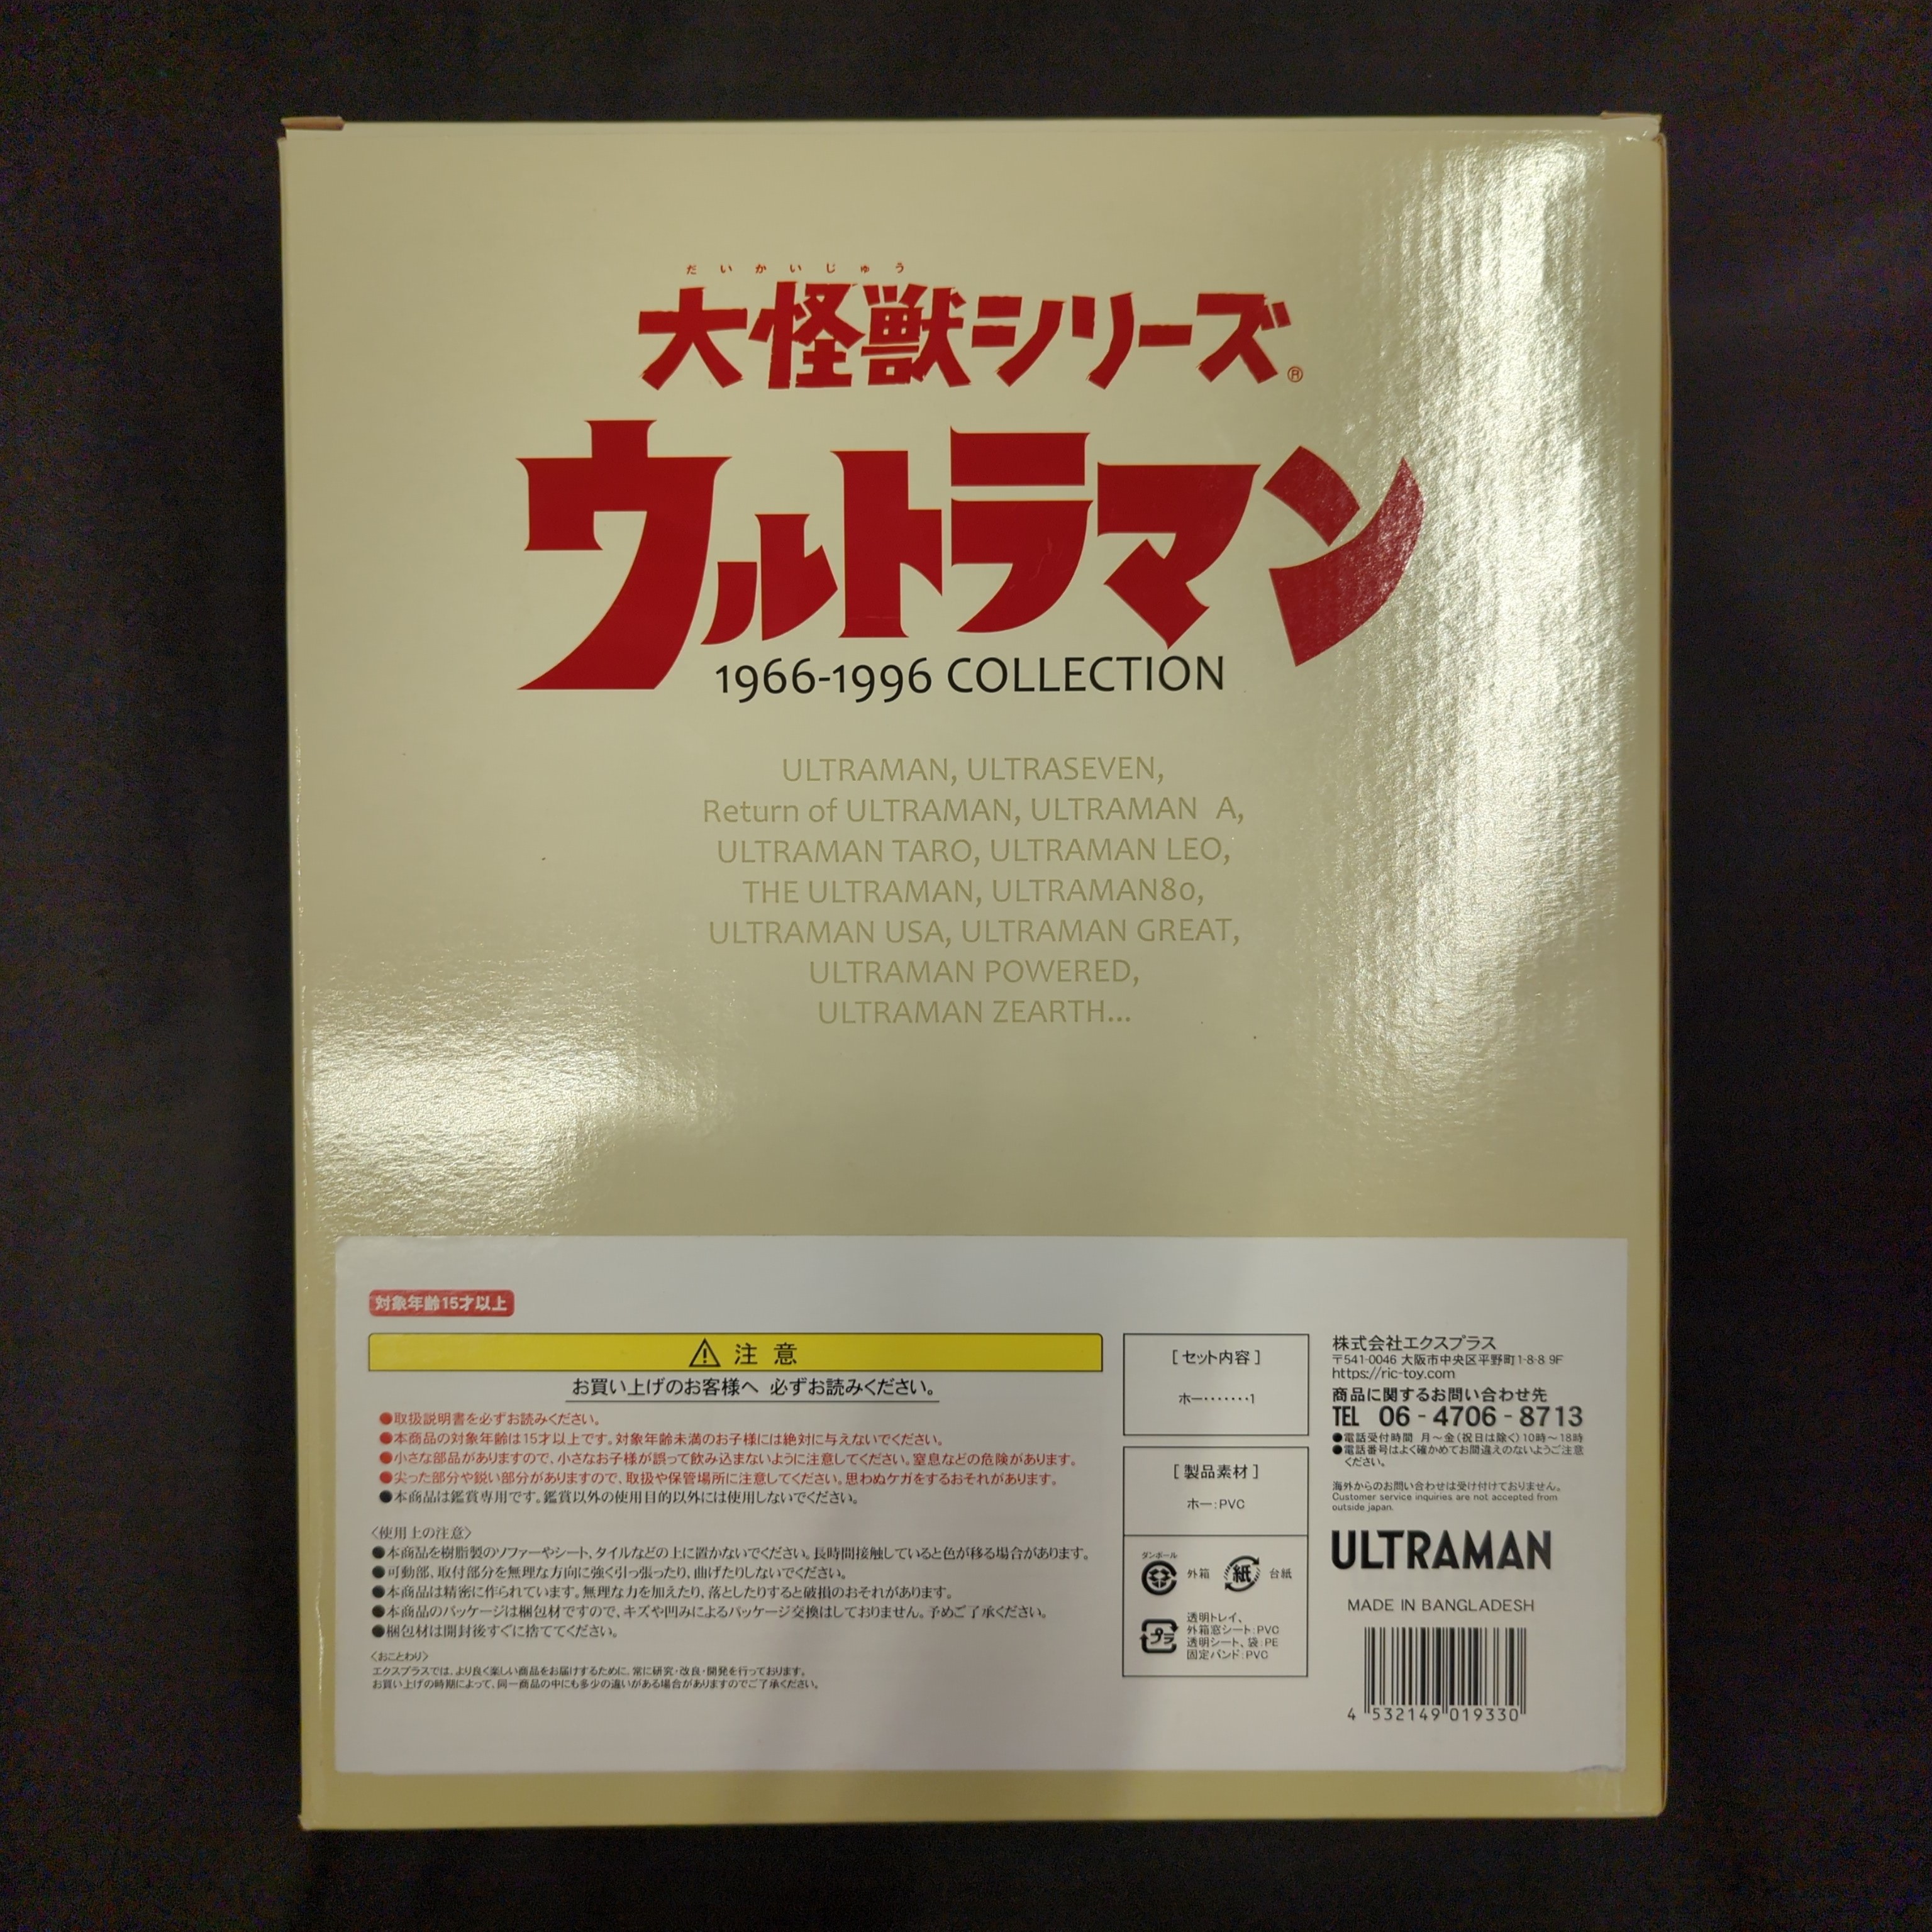 だいかいじゅう
大怪獣シリーズ®
ウルトラマン
1966-1996 COLLECTION
ULTRAMAN, ULTRASEVEN,
Return of ULTRAMAN, ULTRAMAN A,
ULTRAMAN TARO, ULTRAMAN LEO,
THE ULTRAMAN, ULTRAMAN80,
ULTRAMAN USA, ULTRAMAN GREAT,
ULTRAMAN POWERED,
ULTRAMAN ZEARTH...
対象年齢15才以上
注意
お買い上げのお客様へ 必ずお読みください。
●取扱説明書を必ずお読みください。
●本商品の対象年齢は15才以上です。対象年齢未満のお子様には絶対に与えないでください。
●小さな部品がありますので、小さなお子様が誤って飲み込まないように注意してください。窒息などの危険があります。
●尖った部分や鋭い部分がありますので、取扱や保管場所に注意してください。思わぬケガをするおそれがあります。
●本商品は鑑賞専用です。鑑賞以外の使用目的以外には使用しないでください。
〈使用上の注意〉
●本商品を樹脂製のソファーやシート、タイルなどの上に置かないでください。長時間接触していると色が移る場合があります。
●可動部、取付部分を無理な方向に強く引っ張ったり、曲げたりしないでください。
●本商品は精密に作られています。無理な力を加えたり、落としたりすると破損のおそれがあります。
●本商品のパッケージは梱包材ですので、キズや凹みによるパッケージ交換はしておりません。予めご了承ください。
●梱包材は開封後すぐに捨ててください。
〈おことわり〉
エクスプラスでは、より良く楽しい商品をお届けするために、常に研究・改良・開発を行っております。
お買い上げの時期によって、同一商品の中にも多少の違いがある場合がありますのでご了承ください。
[セット内容]
ホー・・・・・・・1
[製品素材]
ホー：PVC
ダンボール
外箱
紙
台紙
プラ
透明トレイ、
外箱窓シート：PVC
透明シート、袋：PE
固定バンド：PVC
株式会社エクスプラス
〒541-0046 大阪市中央区平野町1-8-8 9F
https://ric-toy.com
商品に関するお問い合わせ先
TEL 06-4706-8713
●電話受付時間 月～金(祝日は除く)10時～18時
●電話番号はよく確かめてお間違えのないようご注意
ください。
海外からのお問い合わせは受け付けておりません。
Customer service inquiries are not accepted from
outside japan.
ULTRAMAN
MADE IN BANGLADESH
4 532149 019330